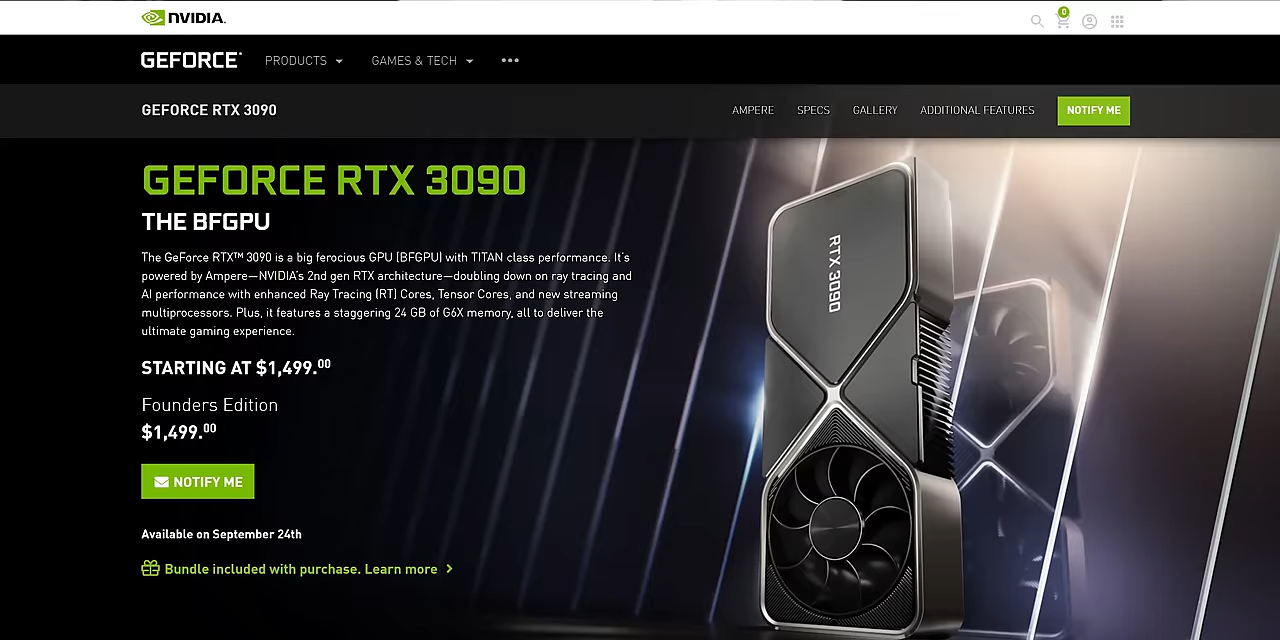 NVIDIA.
0
GEFORCE
PRODUCTS
GAMES & TECH
•••
GEFORCE RTX 3090
AMPERE
SPECS
GALLERY
ADDITIONAL FEATURES
NOTIFY ME
GEFORCE RTX 3090
THE BFGPU
The GeForce RTX™ 3090 is a big ferocious GPU (BFGPU) with TITAN class performance. It's
powered by Ampere—NVIDIA's 2nd gen RTX architecture—doubling down on ray tracing and
AI performance with enhanced Ray Tracing (RT) Cores, Tensor Cores, and new streaming
multiprocessors. Plus, it features a staggering 24 GB of G6X memory, all to deliver the
ultimate gaming experience.
STARTING AT $1,499.00
Founders Edition
$1,499.00
NOTIFY ME
Available on September 24th
Bundle included with purchase. Learn more >
RTX 3090